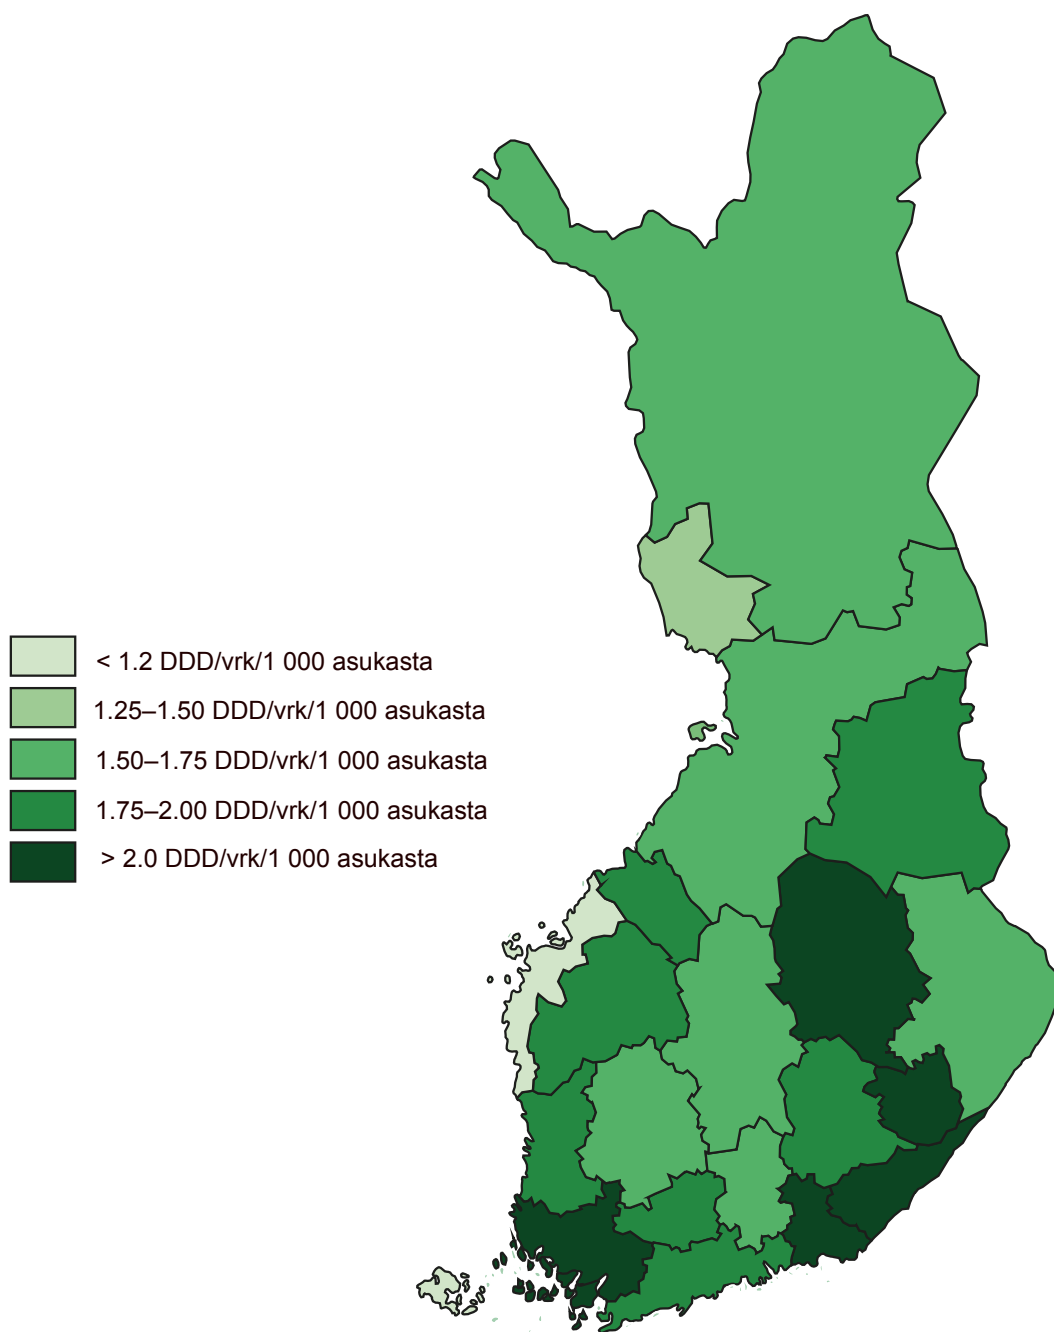 < 1.2 DDD/vrk/1 000 asukasta
1.25–1.50 DDD/vrk/1 000 asukasta
1.50–1.75 DDD/vrk/1 000 asukasta
1.75–2.00 DDD/vrk/1 000 asukasta
> 2.0 DDD/vrk/1 000 asukasta